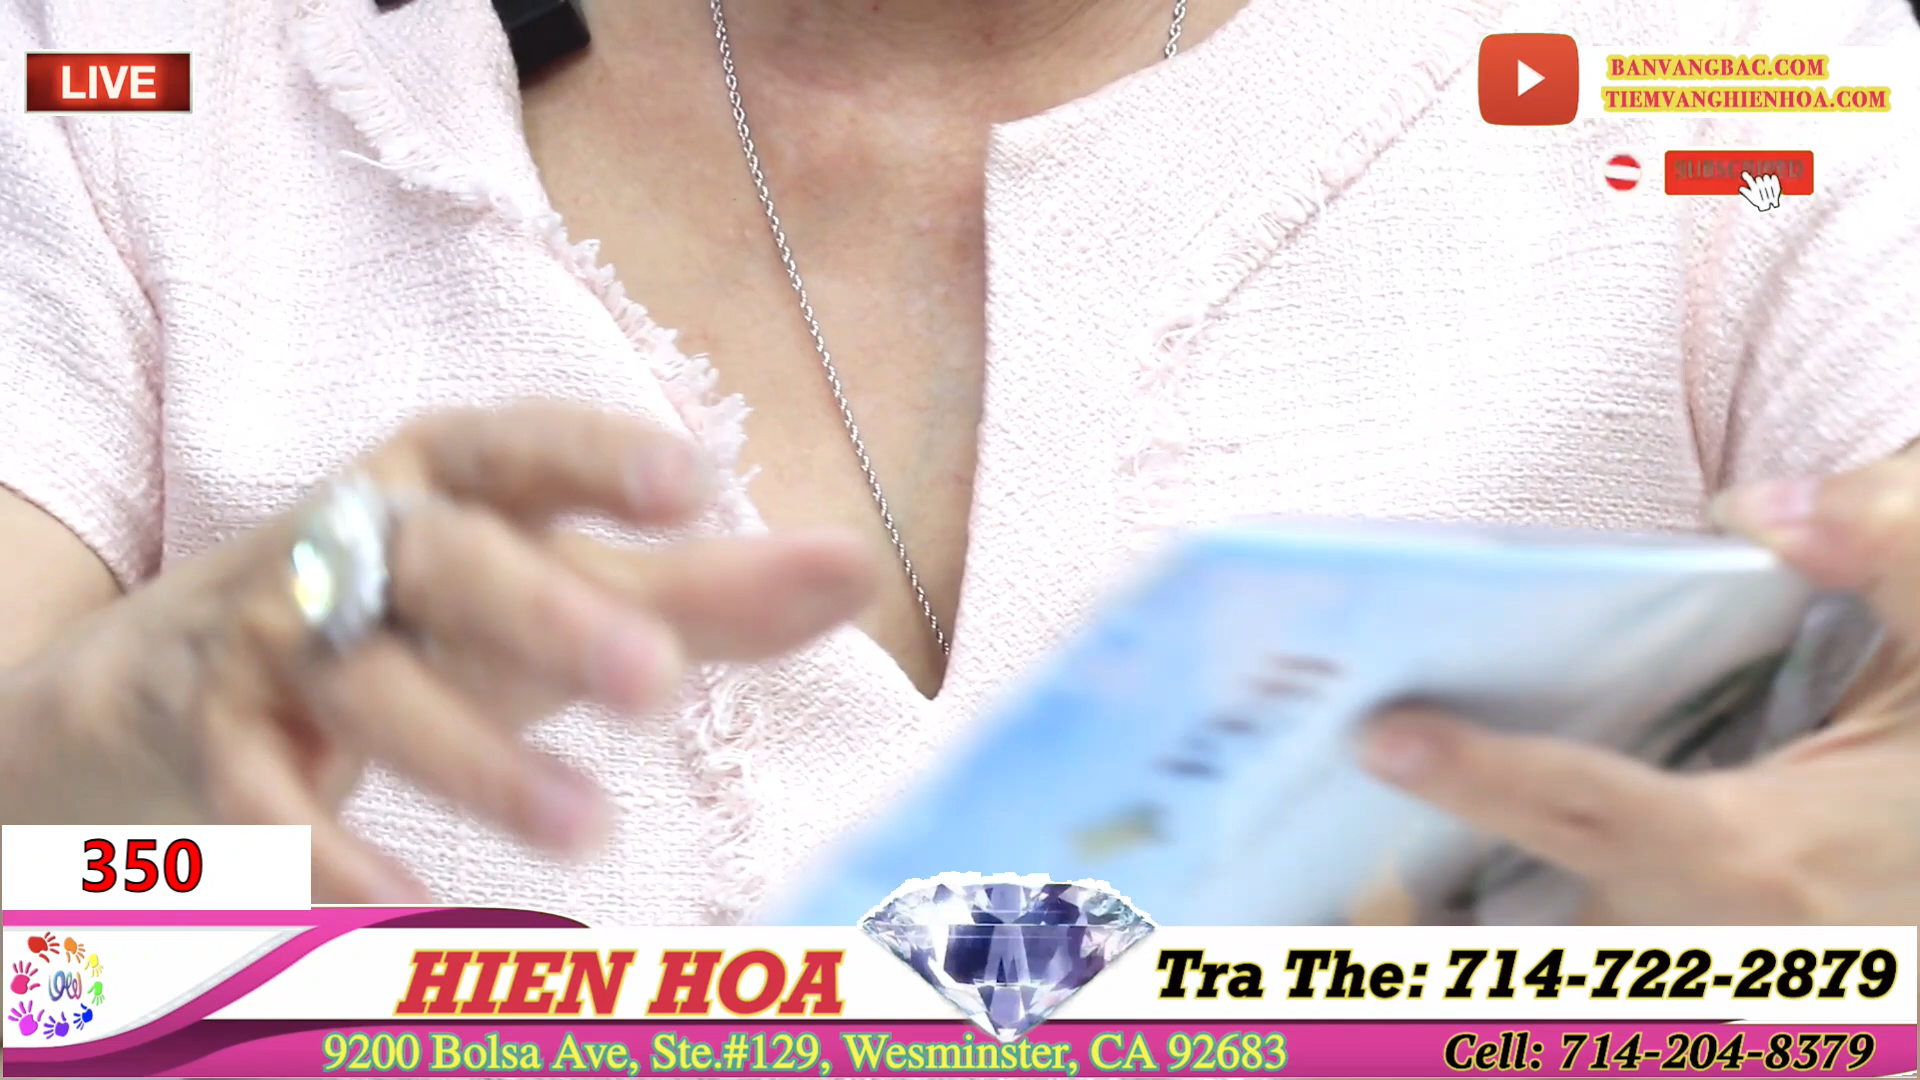 LIVE
BANVANGBAC.COM
TIEMVANGHIENHOA.COM
SUBSCRIBED
350
HIEN HOA
Tra The: 714-722-2879
9200 Bolsa Ave, Ste.#129, Wesminster, CA 92683
Cell: 714-204-8379